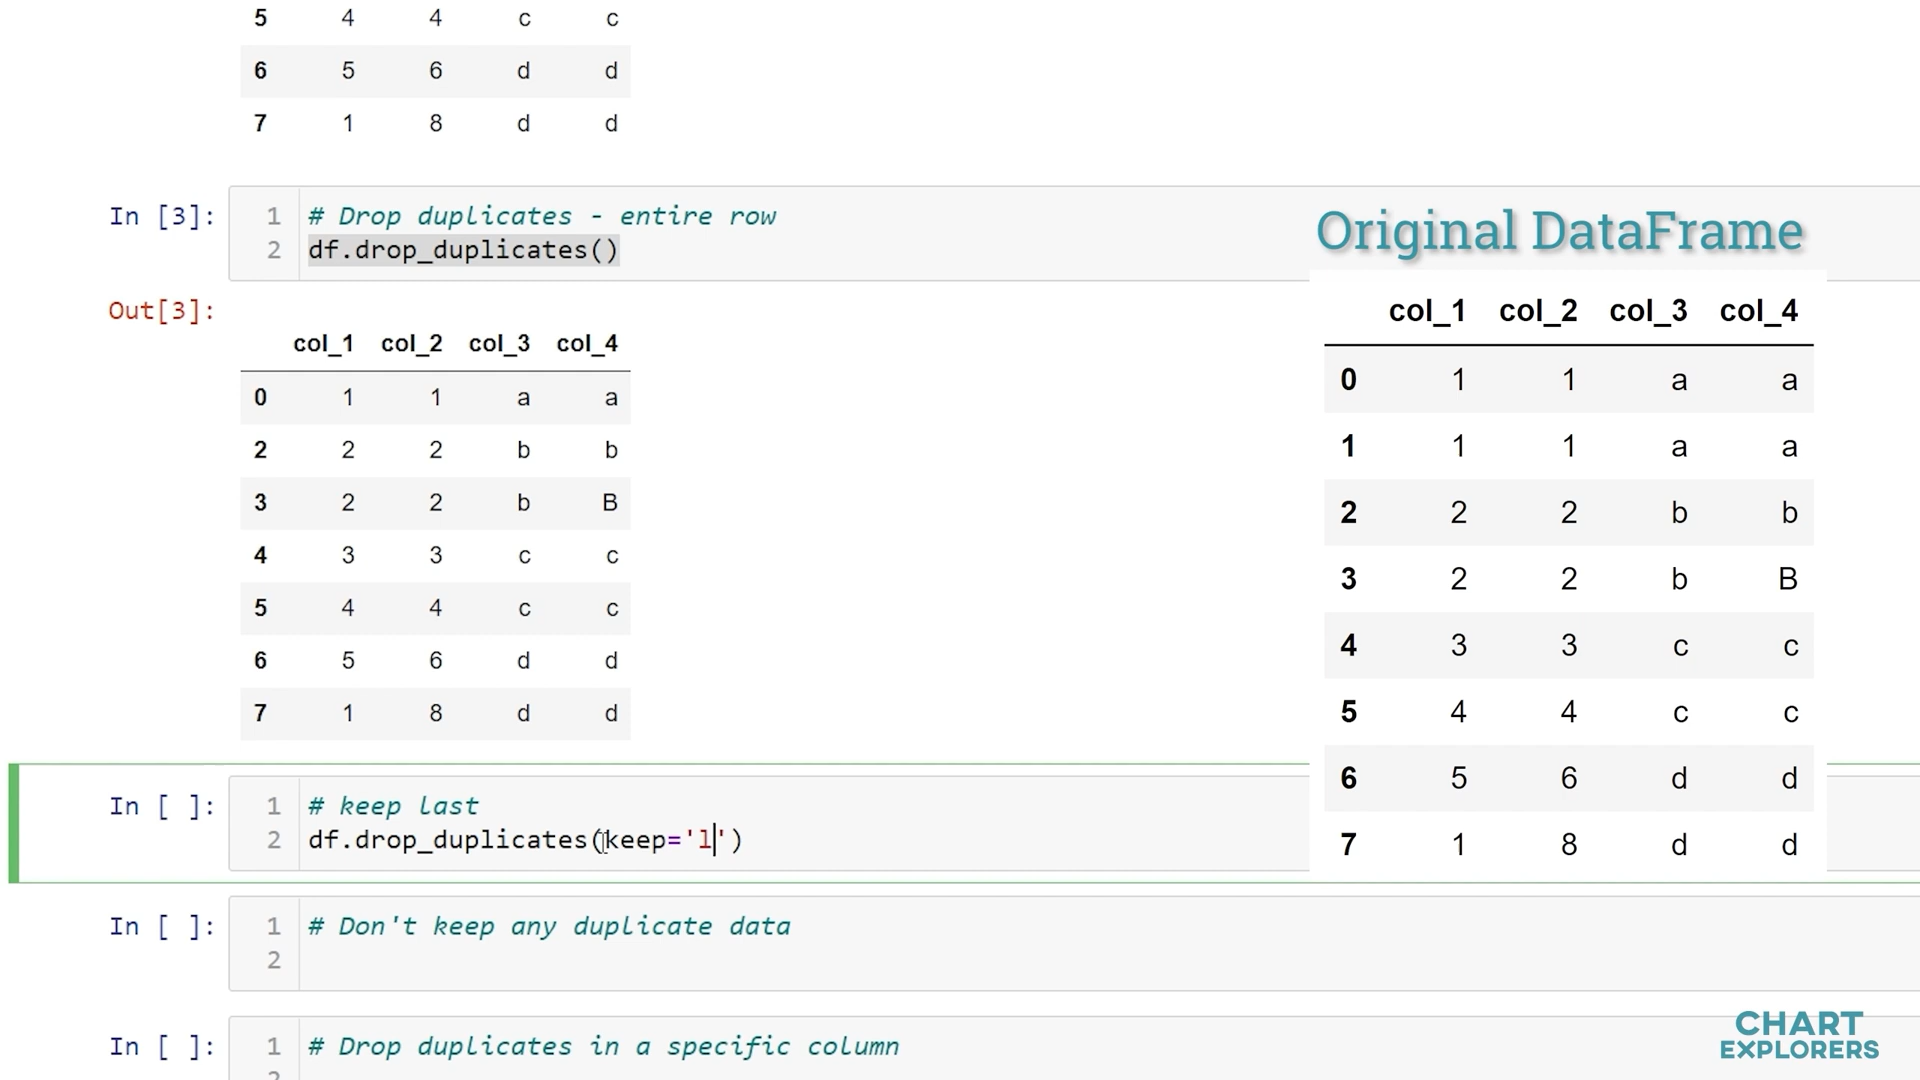 5 4 4 c c
6 5 6 d d
7 1 8 d d
In [3]:
1 # Drop duplicates - entire row
2 df.drop_duplicates()
Out[3]:
col_1 col_2 col_3 col_4
0 1 1 a a
2 2 2 b b
3 2 2 b B
4 3 3 c c
5 4 4 c c
6 5 6 d d
7 1 8 d d
Original DataFrame
col_1 col_2 col_3 col_4
0 1 1 a a
1 1 1 a a
2 2 2 b b
3 2 2 b B
4 3 3 c c
5 4 4 c c
6 5 6 d d
7 1 8 d d
In [ ]:
1 # keep last
2 df.drop_duplicates(keep='l')
In [ ]:
1 # Don't keep any duplicate data
2
In [ ]:
1 # Drop duplicates in a specific column
2
CHART
EXPLORERS